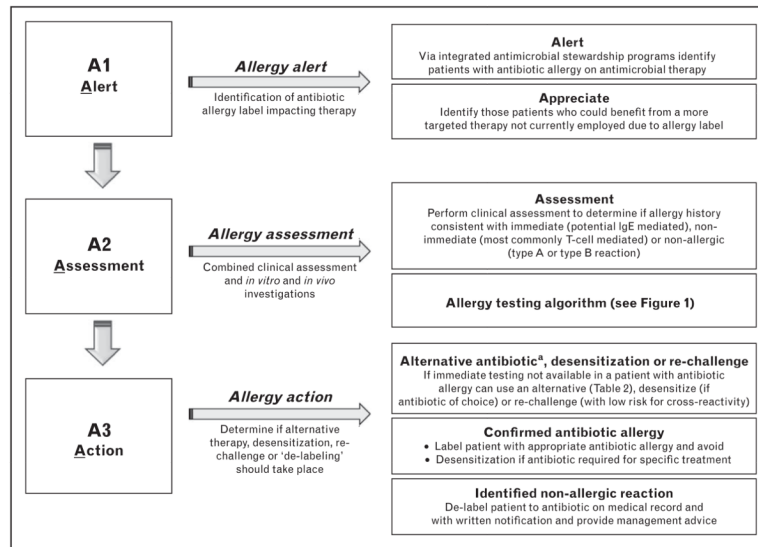 A1
Alert
Allergy alert
Identification of antibiotic
allergy label impacting therapy
Alert
Via integrated antimicrobial stewardship programs identify
patients with antibiotic allergy on antimicrobial therapy
Appreciate
Identify those patients who could benefit from a more
targeted therapy not currently employed due to allergy label
A2
Assessment
Allergy assessment
Combined clinical assessment
and in vitro and in vivo
investigations
Assessment
Perform clinical assessment to determine if allergy history
consistent with immediate (potential IgE mediated), non-
immediate (most commonly T-cell mediated) or non-allergic
(type A or type B reaction)
Allergy testing algorithm (see Figure 1)
A3
Action
Allergy action
Determine if alternative
therapy, desensitization, re-
challenge or 'de-labeling'
should take place
Alternative antibioticᵃ, desensitization or re-challenge
If immediate testing not available in a patient with antibiotic
allergy can use an alternative (Table 2), desensitize (if
antibiotic of choice) or re-challenge (with low risk for cross-reactivity)
Confirmed antibiotic allergy
• Label patient with appropriate antibiotic allergy and avoid
• Desensitization if antibiotic required for specific treatment
Identified non-allergic reaction
De-label patient to antibiotic on medical record and
with written notification and provide management advice